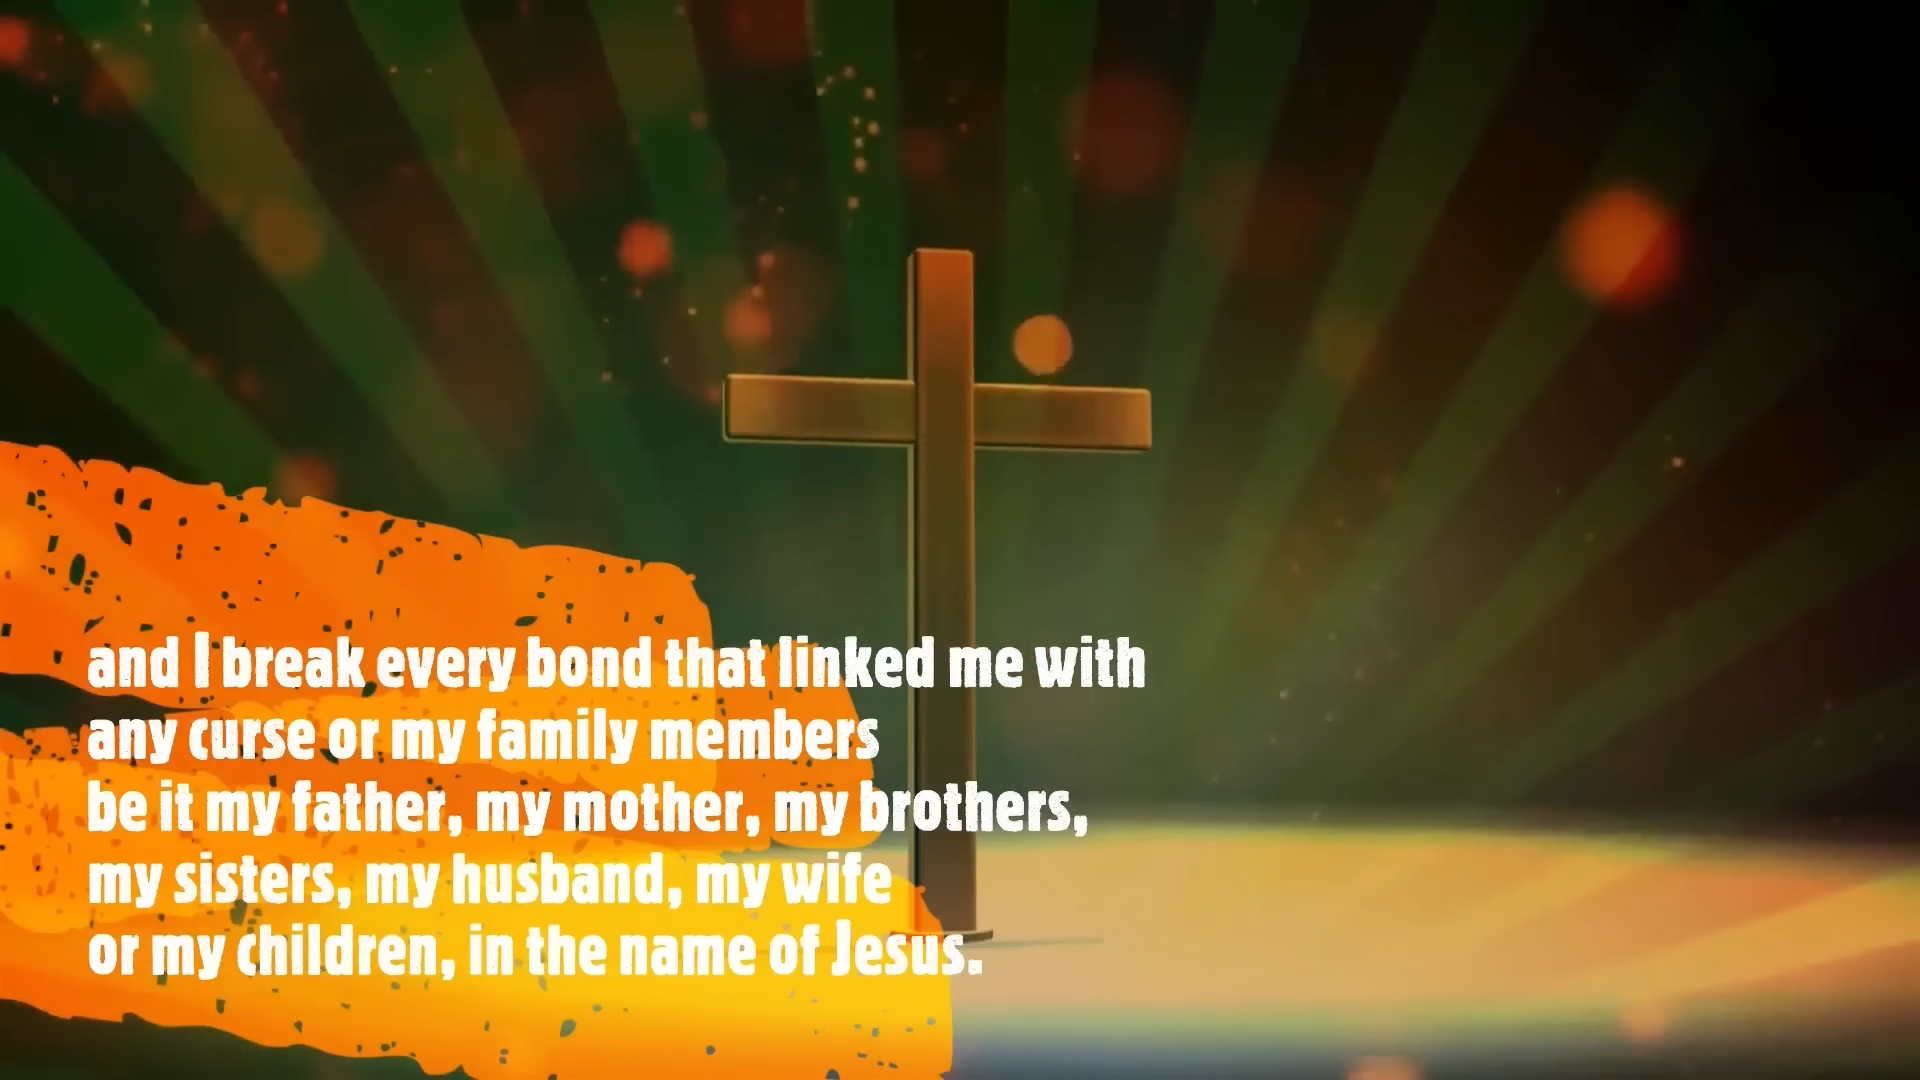 and I break every bond that linked me with
any curse or my family members
be it my father, my mother, my brothers,
my sisters, my husband, my wife
or my children, in the name of Jesus.